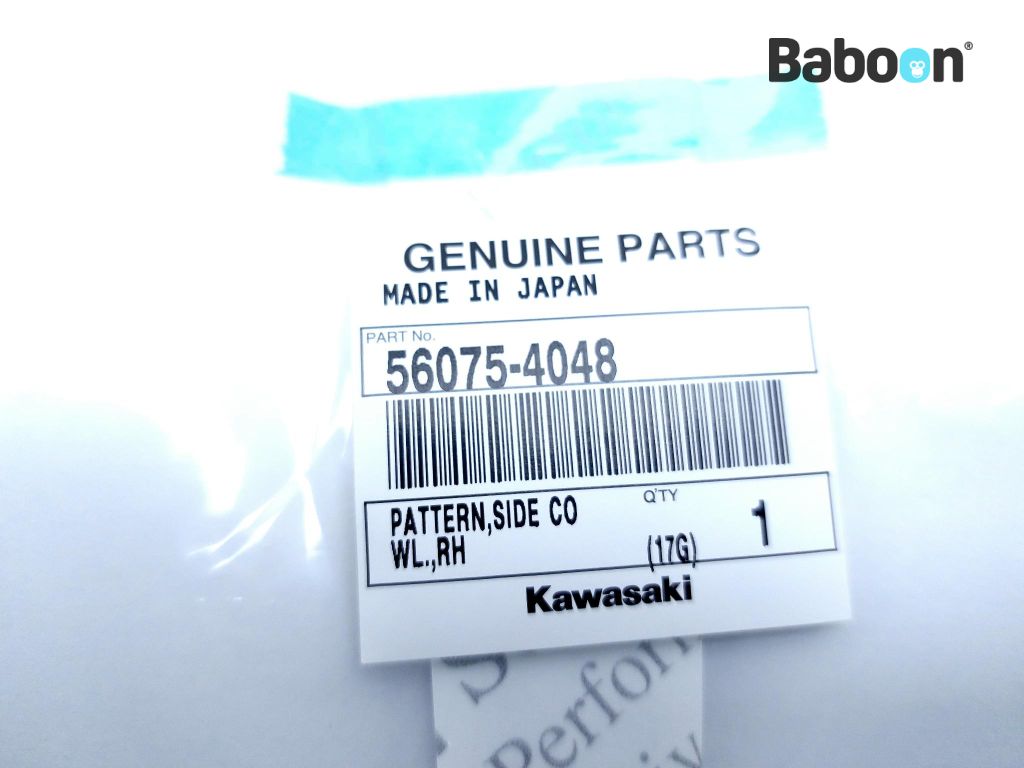 Baboon®
GENUINE PARTS
MADE IN JAPAN
PART No.
56075-4048
PATTERN,SIDE CO
WL.,RH
Q'TY
(17G)
1
Kawasaki